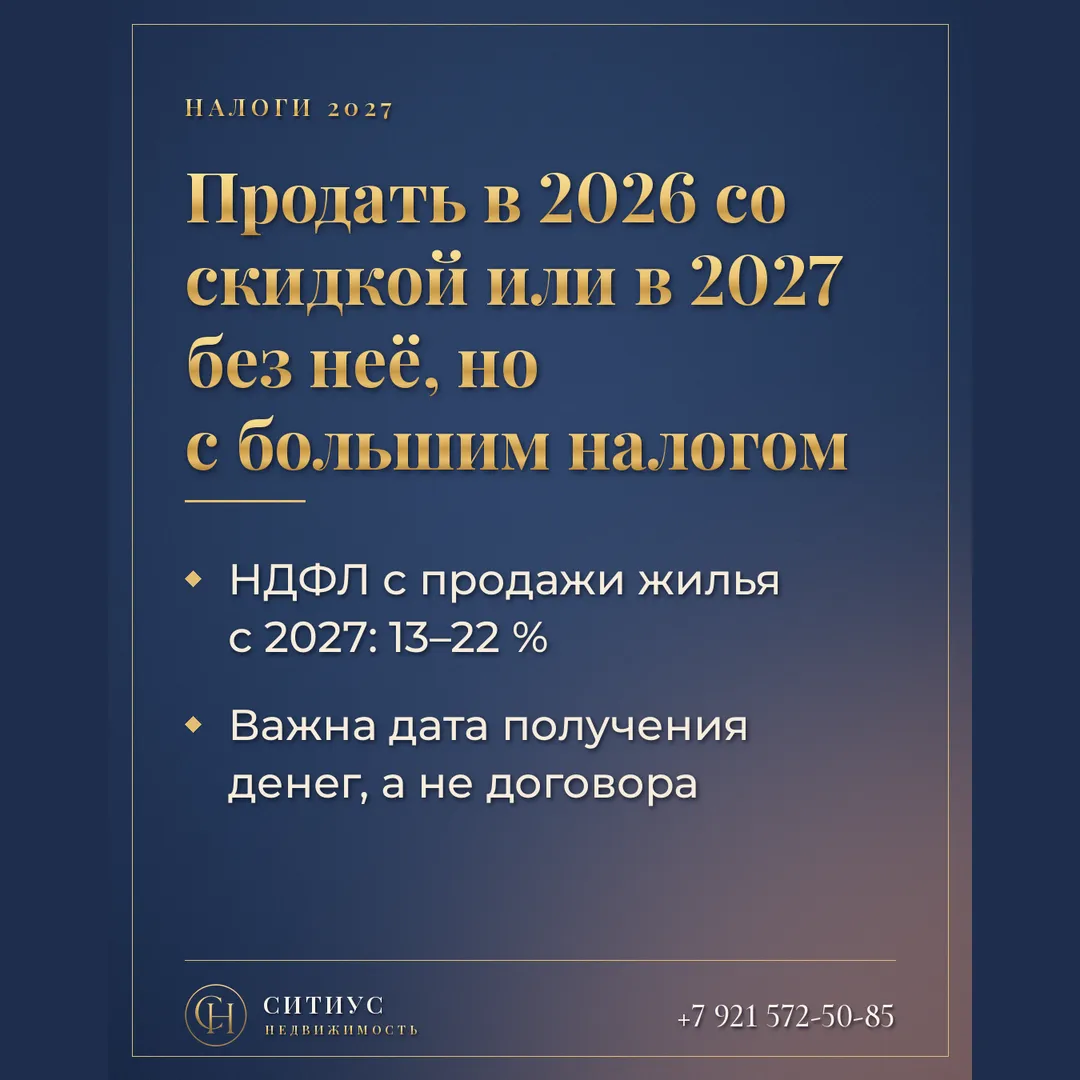 НАЛОГИ 2027
Продать в 2026 со
скидкой или в 2027
без неё, но
с большим налогом
НДФЛ с продажи жилья
с 2027: 13–22 %
Важна дата получения
денег, а не договора
СН
СИТИУС
НЕДВИЖИМОСТЬ
+7 921 572-50-85